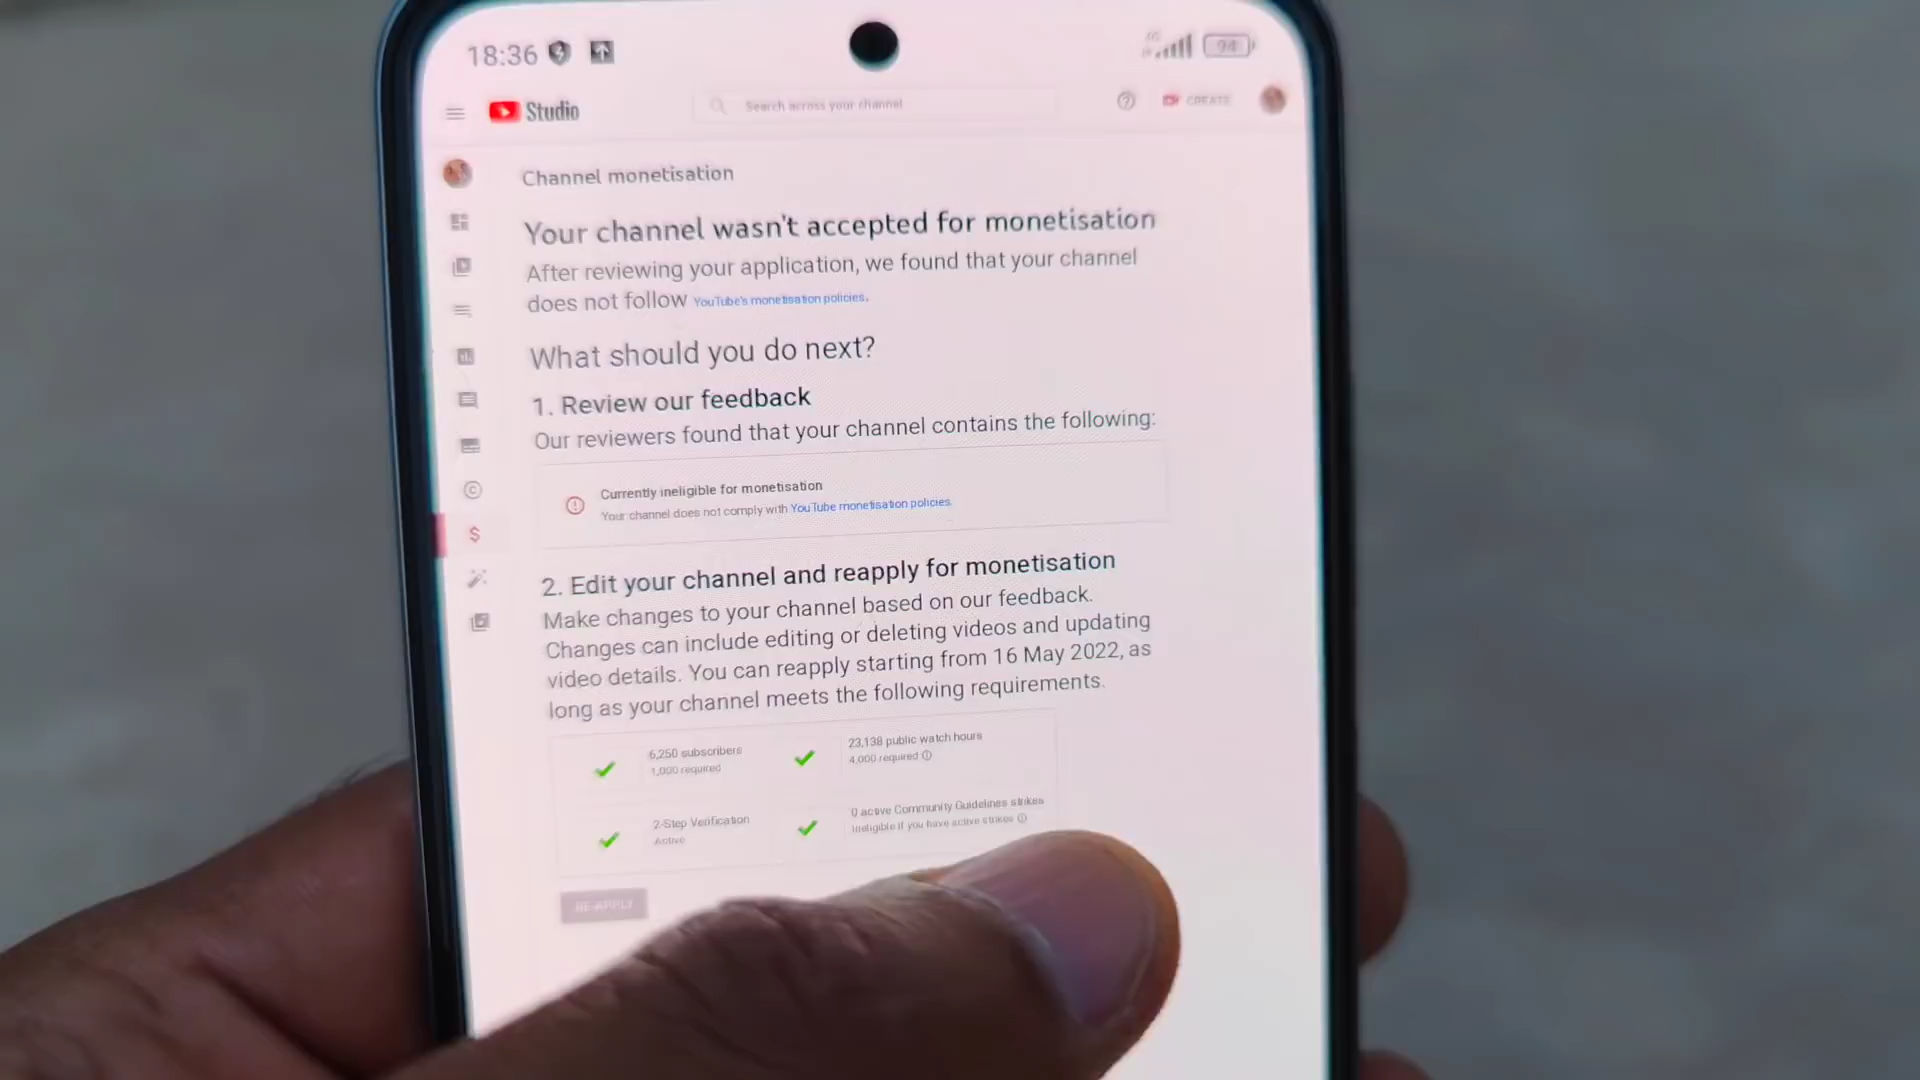 18:36
4G
94
Studio
Search across your channel
CREATE
Channel monetisation
Your channel wasn't accepted for monetisation
After reviewing your application, we found that your channel
does not follow YouTube's monetisation policies.
What should you do next?
1. Review our feedback
Our reviewers found that your channel contains the following:
Currently ineligible for monetisation
Your channel does not comply with YouTube monetisation policies.
2. Edit your channel and reapply for monetisation
Make changes to your channel based on our feedback.
Changes can include editing or deleting videos and updating
video details. You can reapply starting from 16 May 2022, as
long as your channel meets the following requirements.
6,250 subscribers
1,000 required
23,138 public watch hours
4,000 required
2-Step Verification
Active
0 active Community Guidelines strikes
Ineligible if you have active strikes
RE-APPLY